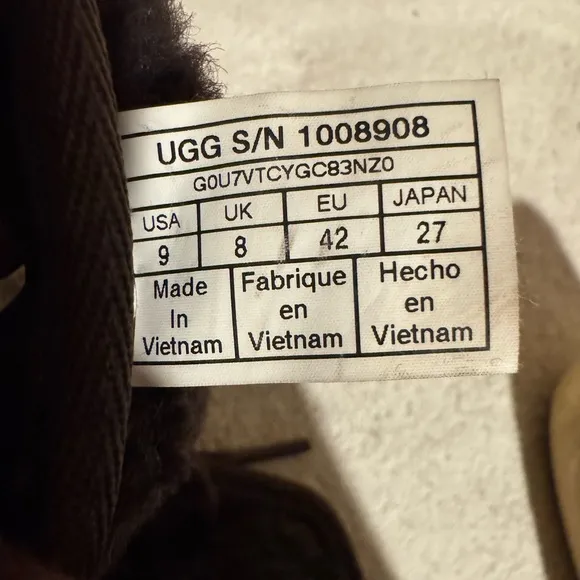 UGG S/N 1008908
G0U7VTCYGC83NZ0
USA UK EU JAPAN
9 8 42 27
Made In Vietnam
Fabrique en Vietnam
Hecho en Vietnam